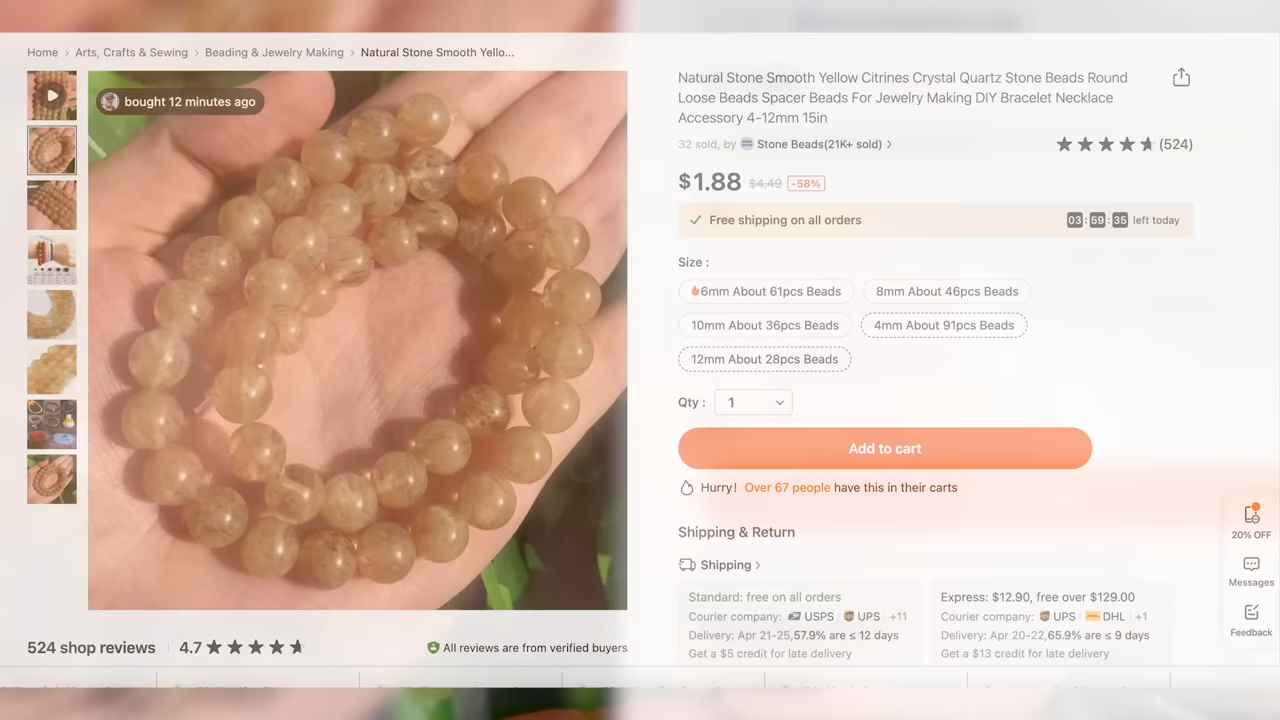 Home > Arts, Crafts & Sewing > Beading & Jewelry Making > Natural Stone Smooth Yello...
bought 12 minutes ago
Natural Stone Smooth Yellow Citrines Crystal Quartz Stone Beads Round
Loose Beads Spacer Beads For Jewelry Making DIY Bracelet Necklace
Accessory 4-12mm 15in
32 sold, by Stone Beads(21K+ sold) >
(524)
$1.88 $4.49 -58%
Free shipping on all orders
03:59:35 left today
Size :
6mm About 61pcs Beads
8mm About 46pcs Beads
10mm About 36pcs Beads
4mm About 91pcs Beads
12mm About 28pcs Beads
Qty : 1
Add to cart
Hurry! Over 67 people have this in their carts
Shipping & Return
Shipping >
Standard: free on all orders
Courier company: USPS UPS +11
Delivery: Apr 21-25,57.9% are ≤ 12 days
Get a $5 credit for late delivery
Express: $12.90, free over $129.00
Courier company: UPS DHL +1
Delivery: Apr 20-22,65.9% are ≤ 9 days
Get a $13 credit for late delivery
20% OFF
Messages
Feedback
524 shop reviews
4.7
All reviews are from verified buyers